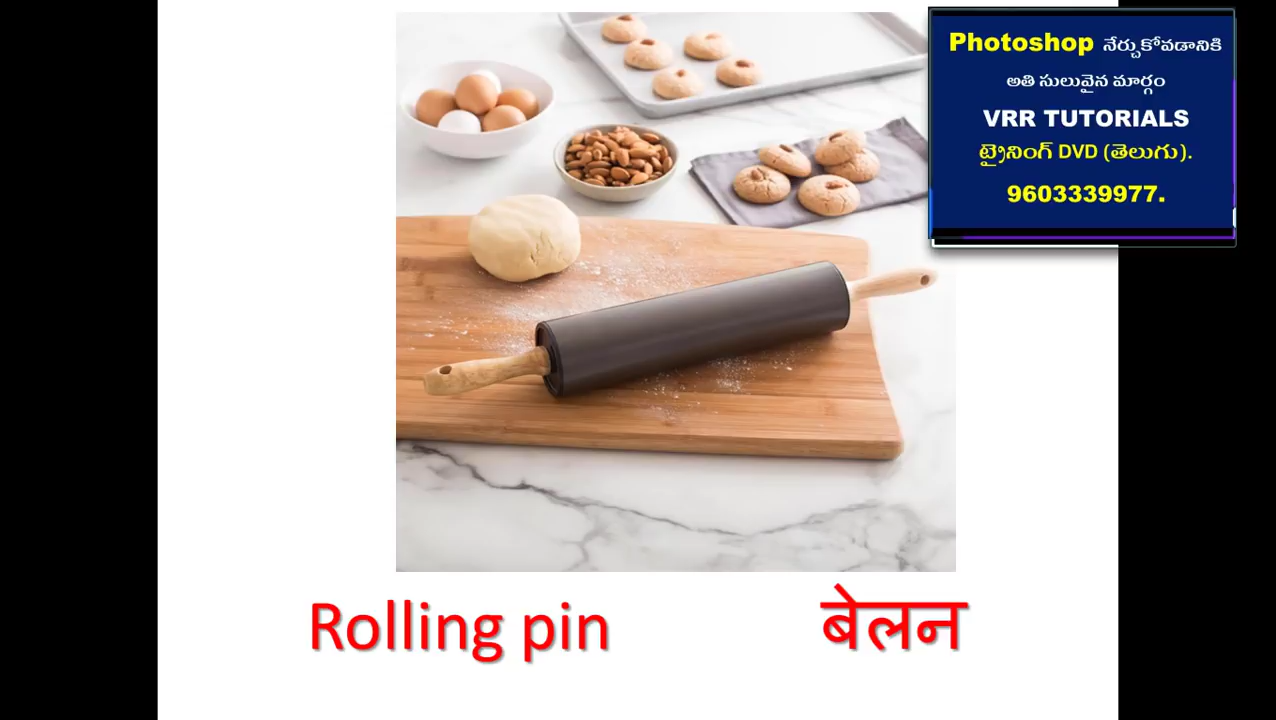 Photoshop నేర్చుకోవడానికి
అతి సులువైన మార్గం
VRR TUTORIALS
ట్రైనింగ్ DVD (తెలుగు).
9603339977.
Rolling pin बेलन